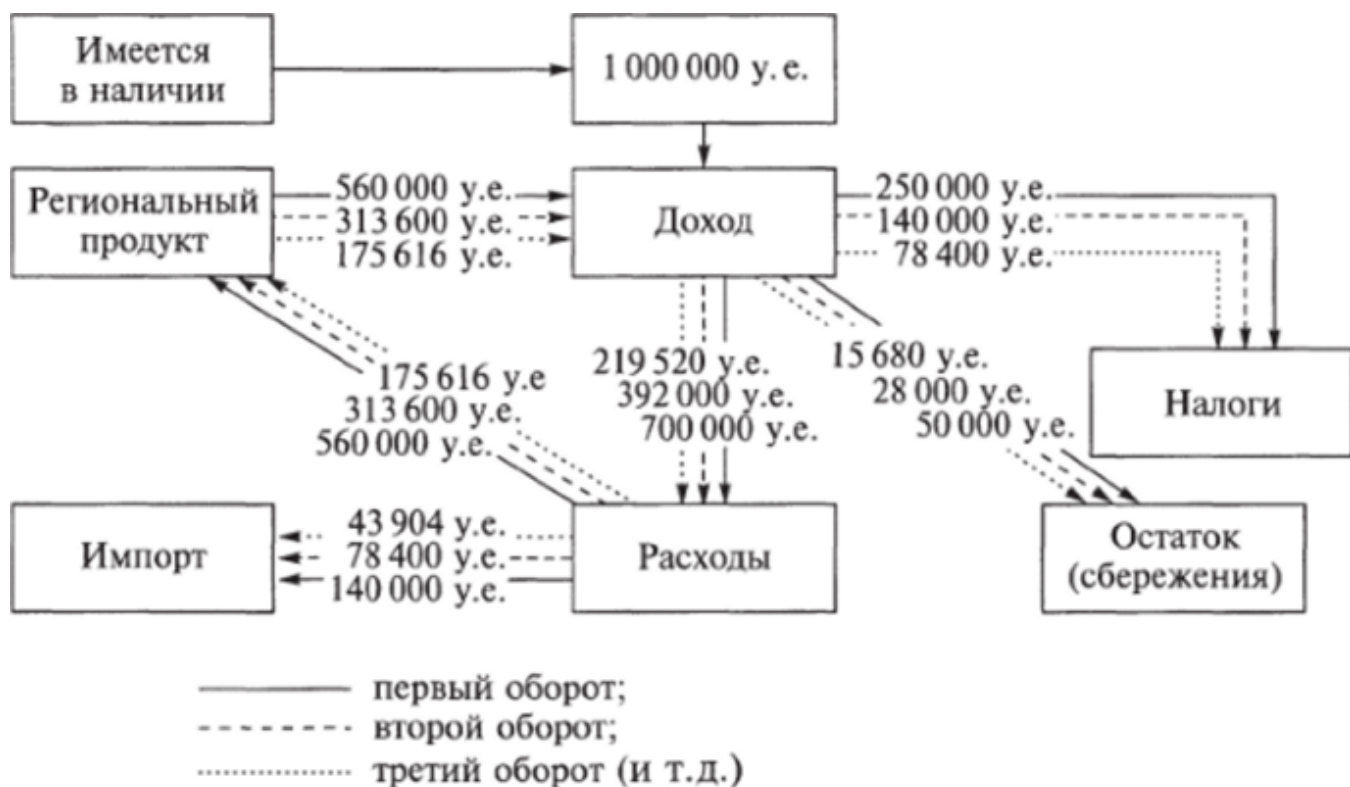 Имеется
в наличии
1 000 000 у. е.
Региональный
продукт
560 000 у.е.
313 600 у.е.
175 616 у.е.
Доход
250 000 у.е.
140 000 у.е.
78 400 у.е.
175 616 у.е
313 600 у.е.
560 000 у.е.
219 520 у.е.
392 000 у.е.
700 000 у.е.
15 680 у.е.
28 000 у.е.
50 000 у.е.
Налоги
Импорт
43 904 у.е.
78 400 у.е.
140 000 у.е.
Расходы
Остаток
(сбережения)
первый оборот;
второй оборот;
третий оборот (и т.д.)